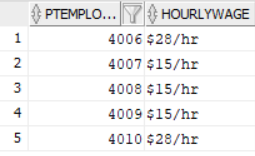 PTEMPLO... HOURLYWAGE
1 4006 $28/hr
2 4007 $15/hr
3 4008 $15/hr
4 4009 $15/hr
5 4010 $28/hr